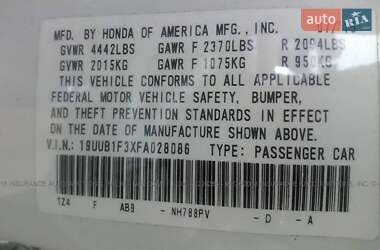 AUTO RIA
MFD. BY HONDA OF AMERICA MFG., INC.
GVWR 4442LBS GAWR F 2370LBS R 2094LBS
GVWR 2015KG GAWR F 1075KG R 950KG
THIS VEHICLE CONFORMS TO ALL APPLICABLE
FEDERAL MOTOR VEHICLE SAFETY, BUMPER,
AND THEFT PREVENTION STANDARDS IN EFFECT
ON THE DATE OF MANUFACTURE SHOWN ABOVE.
V.I.N.: 19UUB1F3XFA028086 TYPE: PASSENGER CAR
TZ4 F AB9 - NH788PV - D - A